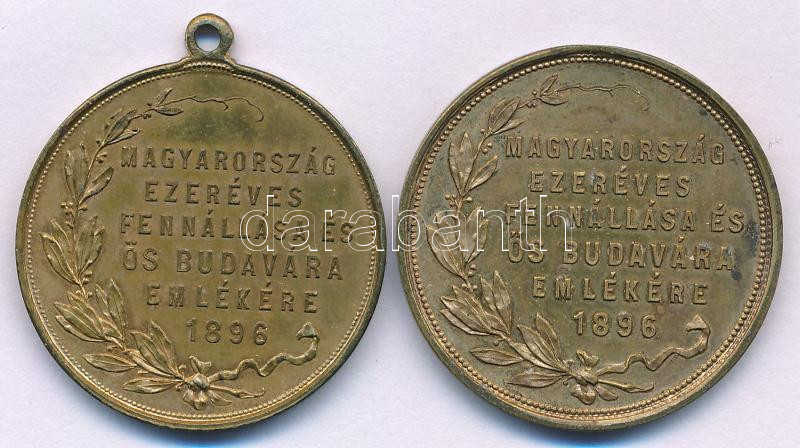 MAGYARORSZÁG
EZERÉVES
FENNÁLLÁSA ÉS
ŐS BUDAVÁRA
EMLÉKÉRE
1896
MAGYARORSZÁG
EZERÉVES
FENNÁLLÁSA ÉS
ŐS BUDAVÁRA
EMLÉKÉRE
1896
darabanth